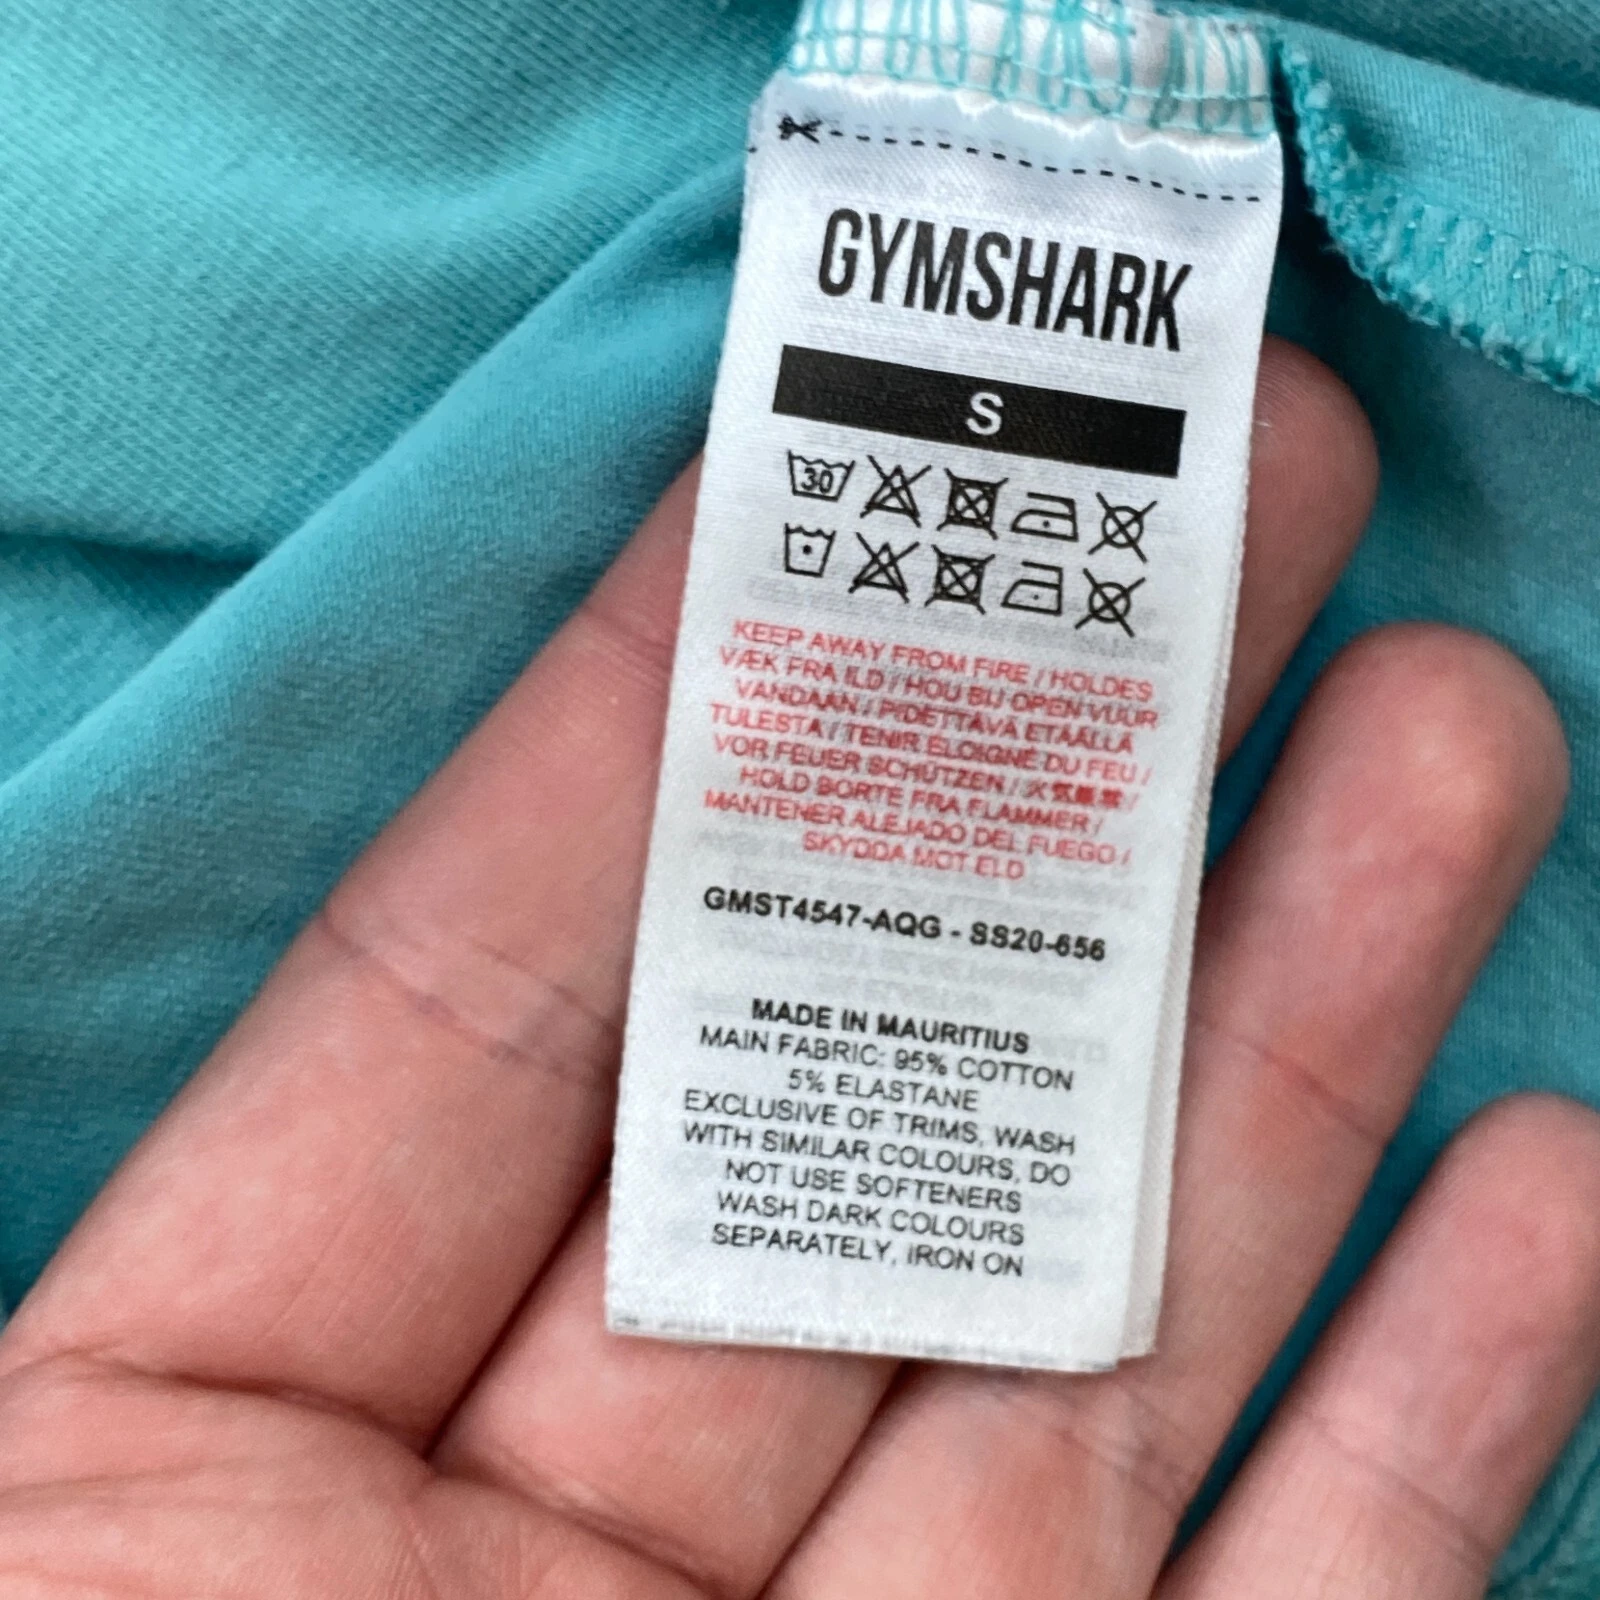 GYMSHARK
S
30
KEEP AWAY FROM FIRE / HOLDES
VÆK FRA ILD / HOU BIJ OPEN VUUR
VANDAAN / PIDETTÄVÄ ETÄÄLLÄ
TULESTA / TENIR ÉLOIGNÉ DU FEU /
VOR FEUER SCHÜTZEN / 火気厳禁 /
HOLD BORTE FRA FLAMMER /
MANTENER ALEJADO DEL FUEGO /
SKYDDA MOT ELD
GMST4547-AQG - SS20-656
MADE IN MAURITIUS
MAIN FABRIC: 95% COTTON
5% ELASTANE
EXCLUSIVE OF TRIMS, WASH
WITH SIMILAR COLOURS, DO
NOT USE SOFTENERS
WASH DARK COLOURS
SEPARATELY, IRON ON